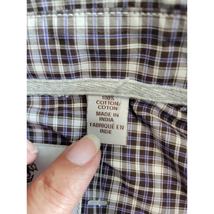 100%
COTTON/
COTON
MADE IN
INDIA
FABRIQUÉ EN
INDE